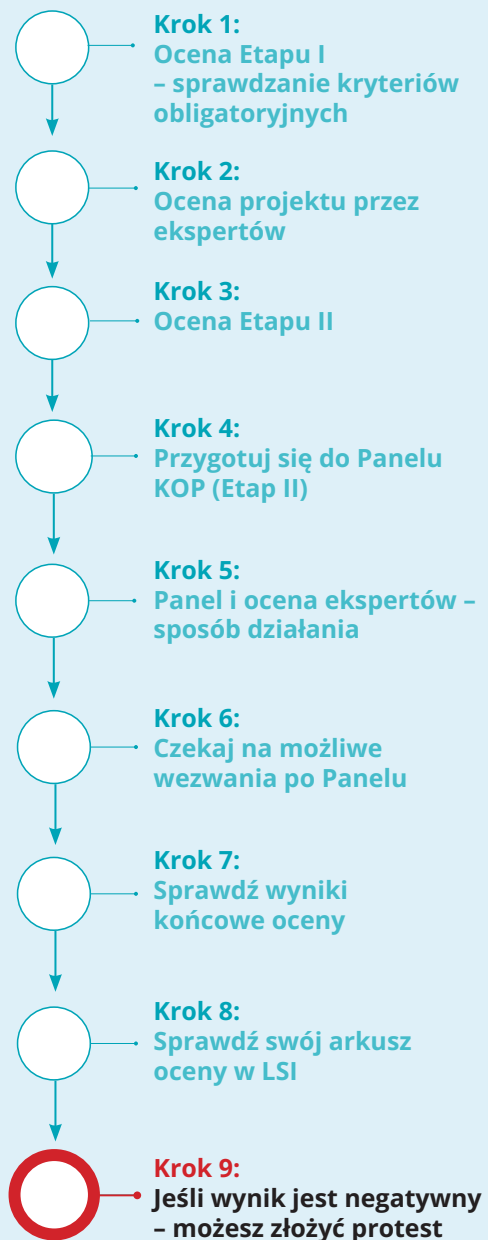 Krok 1:
Ocena Etapu I
– sprawdzanie kryteriów
obligatoryjnych
Krok 2:
Ocena projektu przez
ekspertów
Krok 3:
Ocena Etapu II
Krok 4:
Przygotuj się do Panelu
KOP (Etap II)
Krok 5:
Panel i ocena ekspertów –
sposób działania
Krok 6:
Czekaj na możliwe
wezwania po Panelu
Krok 7:
Sprawdź wyniki
końcowe oceny
Krok 8:
Sprawdź swój arkusz
oceny w LSI
Krok 9:
Jeśli wynik jest negatywny
– możesz złożyć protest